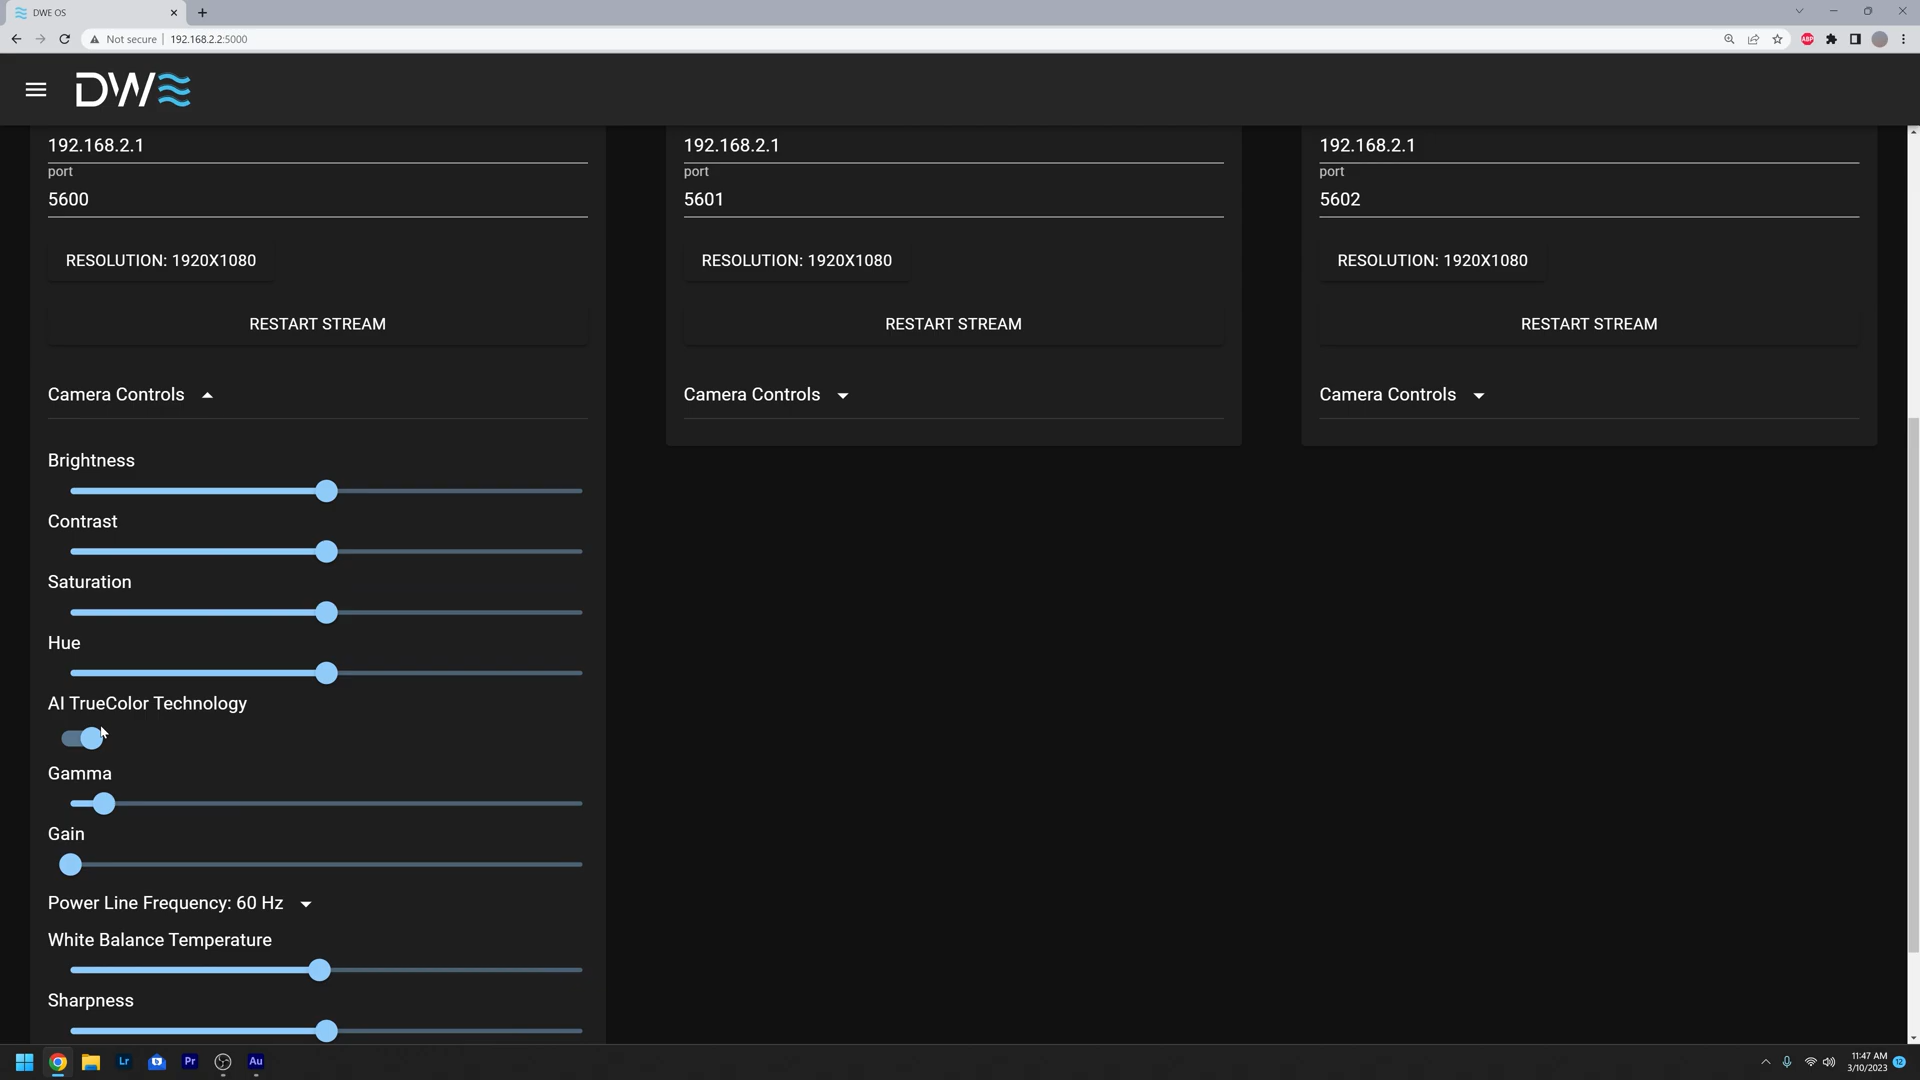 DWE OS
Not secure
192.168.2.2:5000
ABP
DWE
192.168.2.1
port
5600
RESOLUTION: 1920X1080
RESTART STREAM
Camera Controls
Brightness
Contrast
Saturation
Hue
AI TrueColor Technology
Gamma
Gain
Power Line Frequency: 60 Hz
White Balance Temperature
Sharpness
192.168.2.1
port
5601
RESOLUTION: 1920X1080
RESTART STREAM
Camera Controls
192.168.2.1
port
5602
RESOLUTION: 1920X1080
RESTART STREAM
Camera Controls
Lr
Pr
Au
11:47 AM
3/10/2023
12